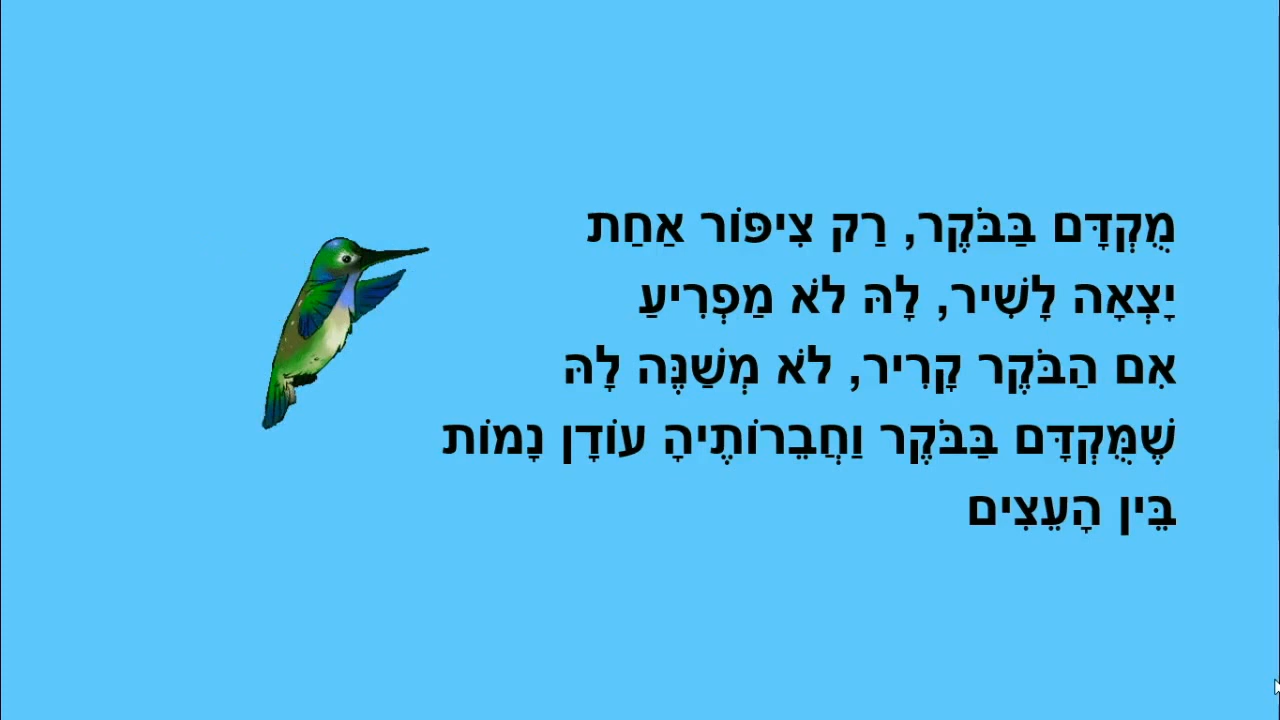 מֻקְדָּם בַּבֹּקֶר, רַק צִיפּוֹר אַחַת
יָצְאָה לָשִׁיר, לָהּ לֹא מַפְרִיעַ
אִם הַבֹּקֶר קָרִיר, לֹא מְשַׁנֶּה לָהּ
שֶׁמֻּקְדָּם בַּבֹּקֶר וַחֲבֵרוֹתֶיהָ עוֹדָן נָמוֹת
בֵּין הָעֵצִים